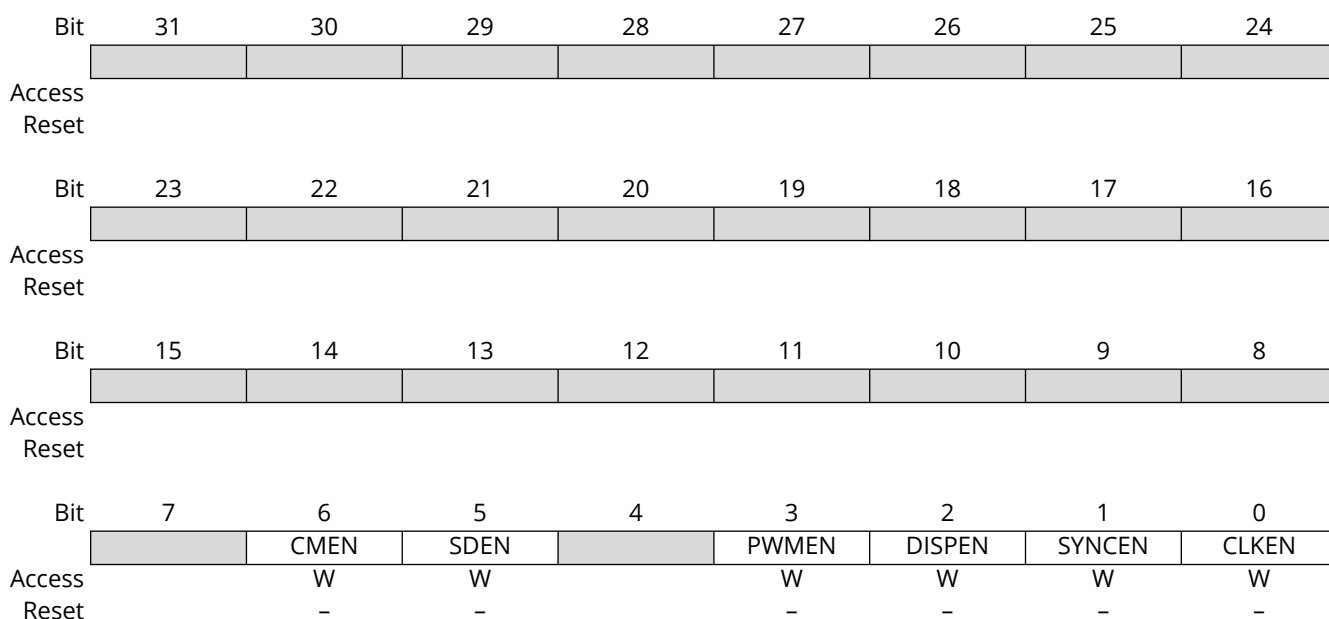 Bit 31 30 29 28 27 26 25 24
Access
Reset
Bit 23 22 21 20 19 18 17 16
Access
Reset
Bit 15 14 13 12 11 10 9 8
Access
Reset
Bit 7 6 5 4 3 2 1 0
CMEN SDEN PWMEN DISPEN SYNCEN CLKEN
Access W W W W W W
Reset – – – – – –